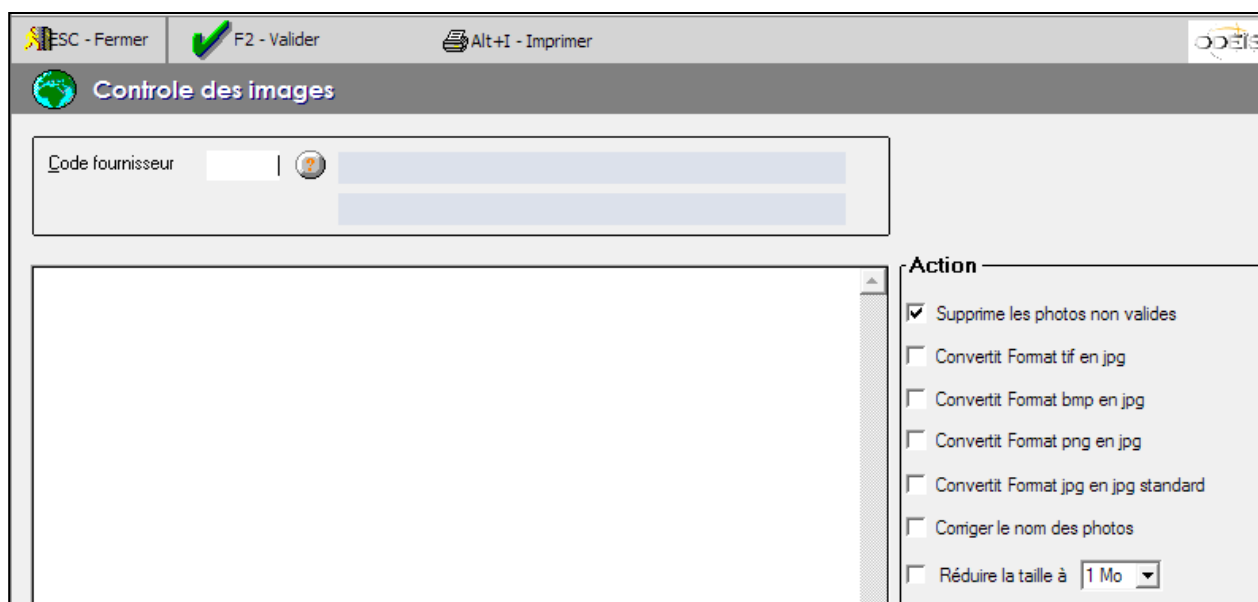 ESC - Fermer F2 - Valider Alt+I - Imprimer
Controle des images
Code fournisseur
Action
Supprime les photos non valides
Convertit Format tif en jpg
Convertit Format bmp en jpg
Convertit Format png en jpg
Convertit Format jpg en jpg standard
Corriger le nom des photos
Réduire la taille à 1 Mo